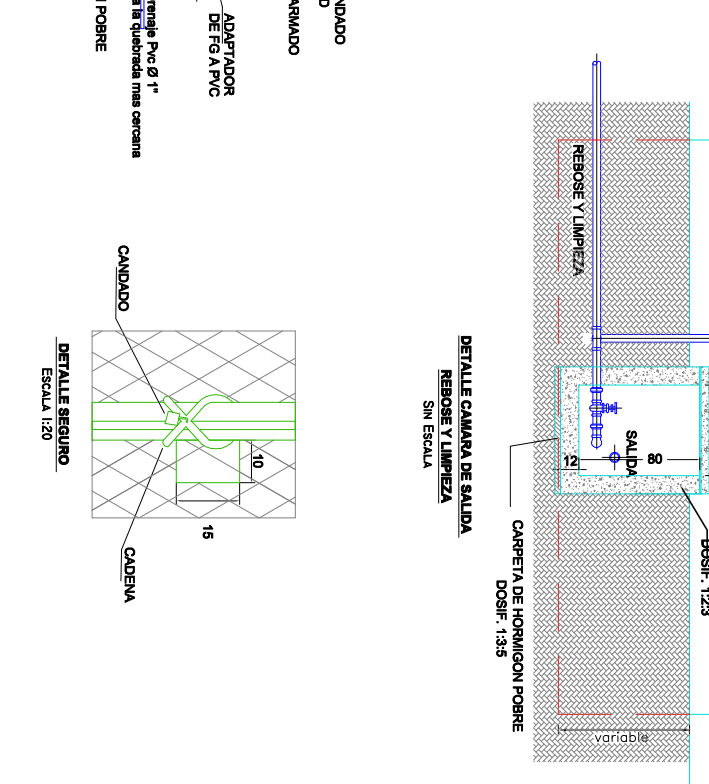 REBOSE Y LIMPIEZA
SALIDA
80
12
CARPETA DE HORMIGON POBRE
DOSIF. 1:3:5
DOSIF. 1:2:3
variable
DETALLE CAMARA DE SALIDA
REBOSE Y LIMPIEZA
SIN ESCALA
ARMADO
ADAPTADOR
DE FG A PVC
Pvc Ø 1"
a la quebrada mas cercana
POBRE
CANDADO
CADENA
10
15
DETALLE SEGURO
ESCALA 1:20